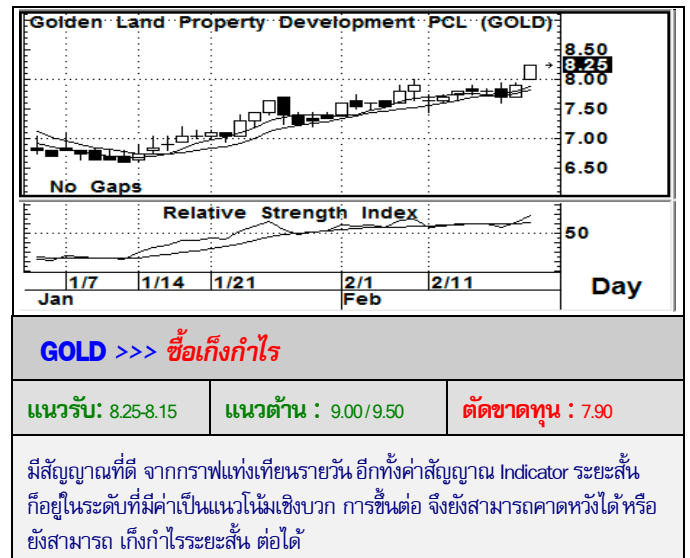 Golden Land Property Development PCL (GOLD)
8.50
8.25
8.00
7.50
7.00
6.50
No Gaps
Relative Strength Index
50
1/7 1/14 1/21 2/1 2/11
Jan Feb
Day
GOLD >>> ซื้อเก็งกำไร
แนวรับ: 8.25-8.15 แนวต้าน : 9.00/9.50 ตัดขาดทุน : 7.90
มีสัญญาณที่ดี จากกราฟแท่งเทียนรายวัน อีกทั้งค่าสัญญาณ Indicator ระยะสั้น
ก็อยู่ในระดับที่มีค่าเป็นแนวโน้มเชิงบวก การขึ้นต่อ จึงยังสามารถคาดหวังได้ หรือ
ยังสามารถ เก็งกำไรระยะสั้น ต่อได้